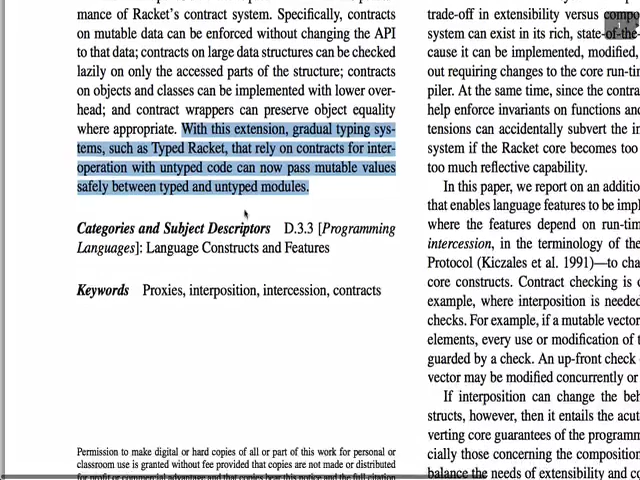 mance of Racket's contract system. Specifically, contracts
on mutable data can be enforced without changing the API
to that data; contracts on large data structures can be checked
lazily on only the accessed parts of the structure; contracts
on objects and classes can be implemented with lower over-
head; and contract wrappers can preserve object equality
where appropriate. With this extension, gradual typing sys-
tems, such as Typed Racket, that rely on contracts for inter-
operation with untyped code can now pass mutable values
safely between typed and untyped modules.
Categories and Subject Descriptors D.3.3 [Programming
Languages]: Language Constructs and Features
Keywords Proxies, interposition, intercession, contracts
Permission to make digital or hard copies of all or part of this work for personal or
classroom use is granted without fee provided that copies are not made or distributed
for profit or commercial advantage and that copies bear this notice and the full citation
trade-off in extensibility versus
system can exist in its rich, state-of-the-
cause it can be implemented, modified,
out requiring changes to the core run-ti
piler. At the same time, since the contra
help enforce invariants on functions and
tensions can accidentally subvert the in
system if the Racket core becomes too
too much reflective capability.
In this paper, we report on an additio
that enables language features to be impl
where the features depend on run-tim
intercession, in the terminology of the
Protocol (Kiczales et al. 1991)—to cha
core constructs. Contract checking is o
example, where interposition is needed
checks. For example, if a mutable vector
elements, every use or modification of t
guarded by a check. An up-front check
vector may be modified concurrently or
If interposition can change the beh
structs, however, then it entails the acut
verting core guarantees of the programm
cially those concerning the composition
balance the needs of extensibility and co